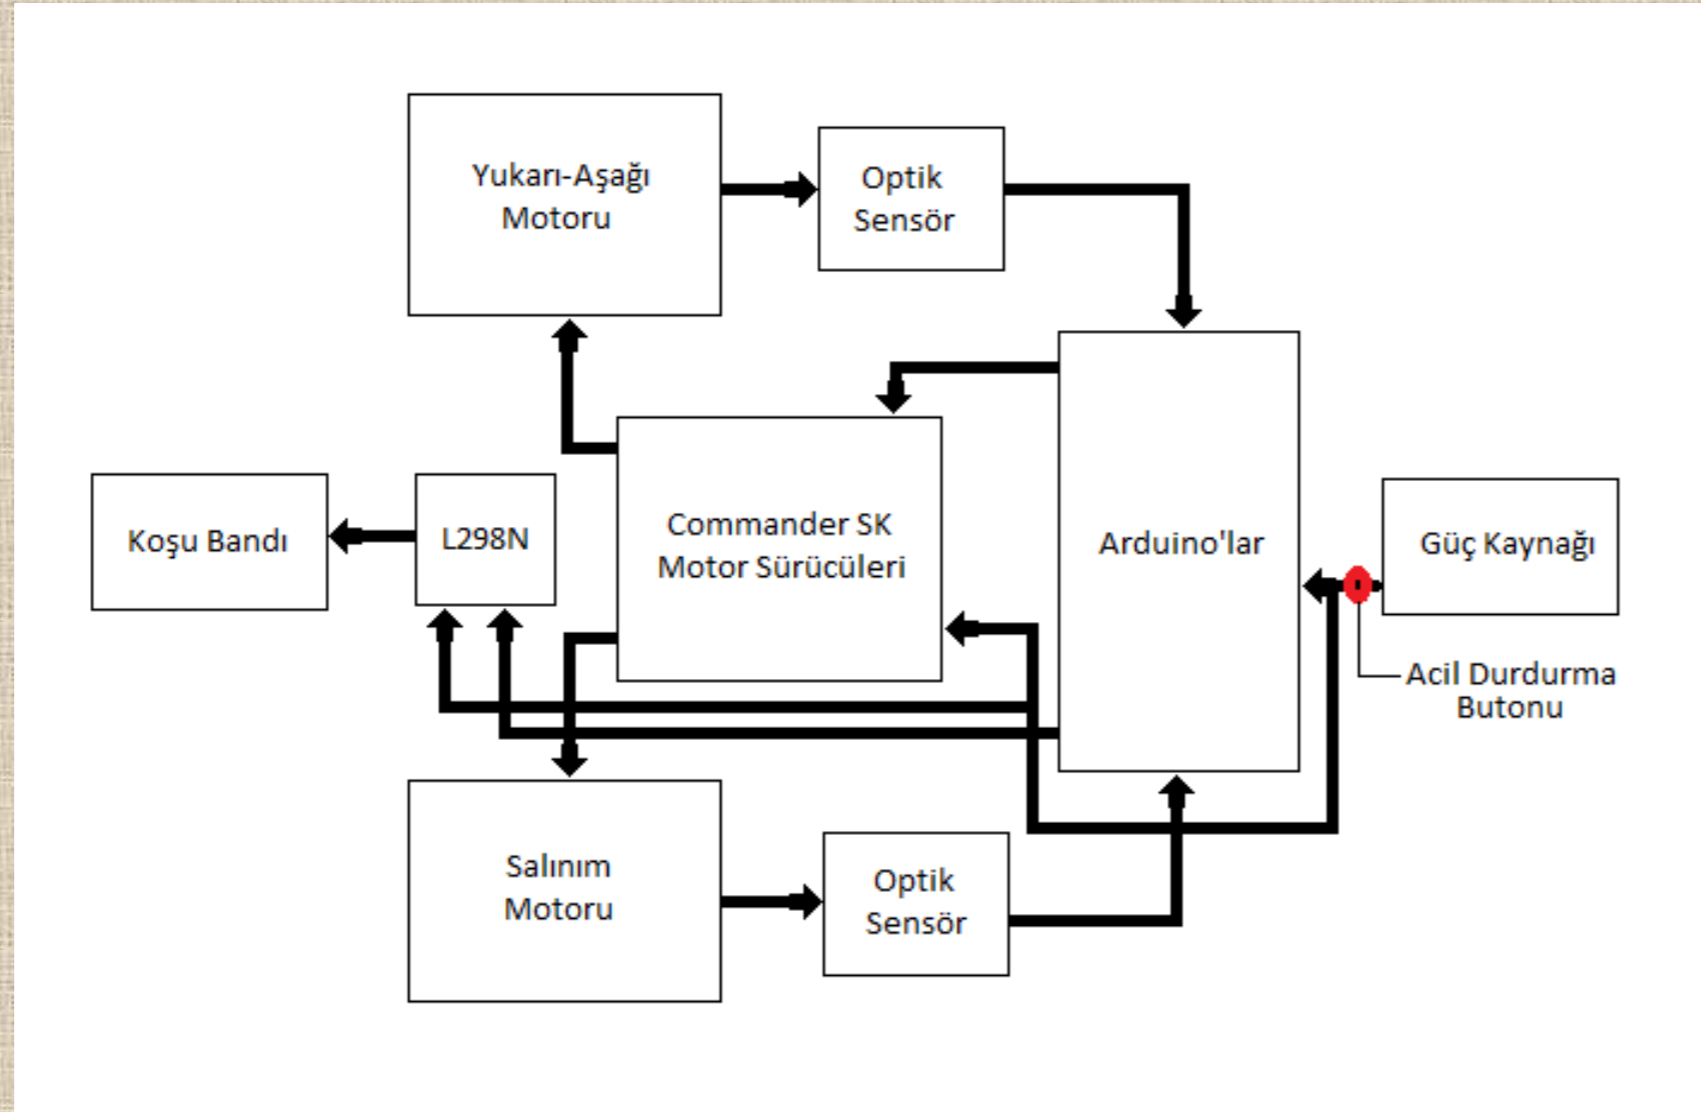 Yukarı-Aşağı
Motoru
Optik
Sensör
Koşu Bandı
L298N
Commander SK
Motor Sürücüleri
Arduino'lar
Güç Kaynağı
Acil Durdurma
Butonu
Salınım
Motoru
Optik
Sensör